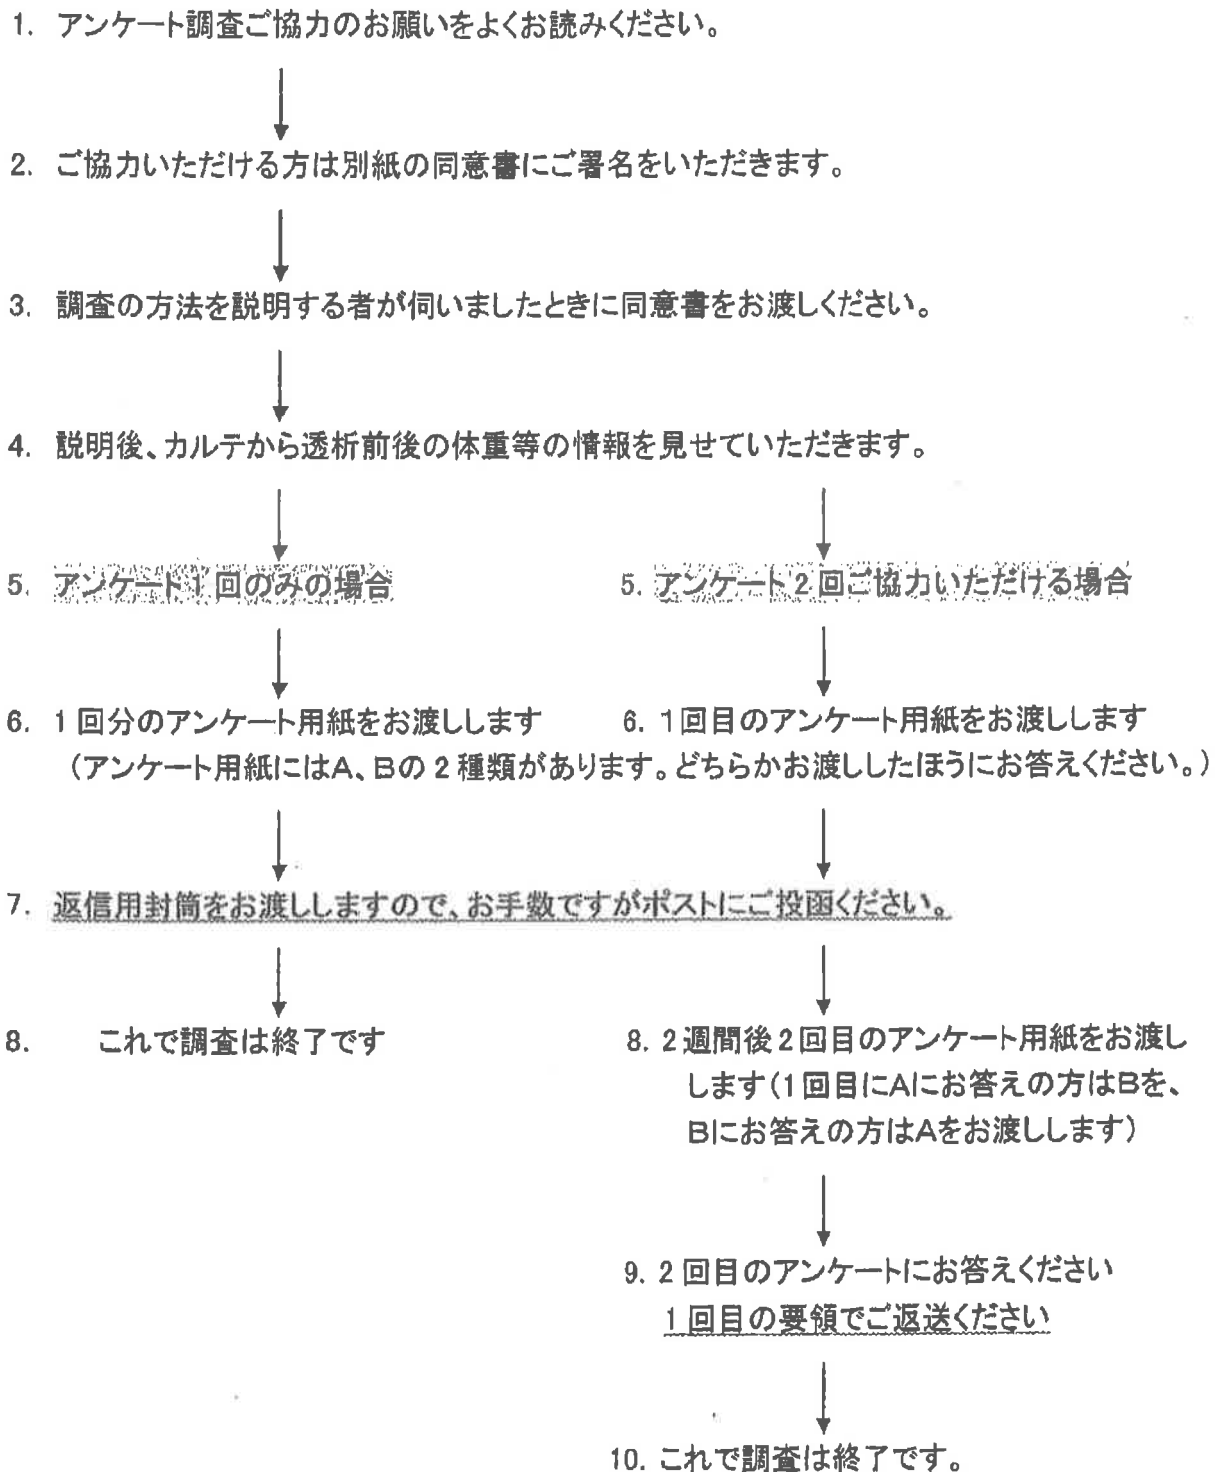 1. アンケート調査ご協力のお願いをよくお読みください。
2. ご協力いただける方は別紙の同意書にご署名をいただきます。
3. 調査の方法を説明する者が伺いましたときに同意書をお渡しください。
4. 説明後、カルテから透析前後の体重等の情報を見せていただきます。
5. アンケート1回のみの場合
5. アンケート2回ご協力いただける場合
6. 1回分のアンケート用紙をお渡しします
6. 1回目のアンケート用紙をお渡しします
（アンケート用紙にはA、Bの2種類があります。どちらかお渡ししたほうにお答えください。）
7. 返信用封筒をお渡ししますので、お手数ですがポストにご投函ください。
8. これで調査は終了です
8. 2週間後2回目のアンケート用紙をお渡し
します（1回目にAにお答えの方はBを、
Bにお答えの方はAをお渡しします）
9. 2回目のアンケートにお答えください
1回目の要領でご返送ください
10. これで調査は終了です。